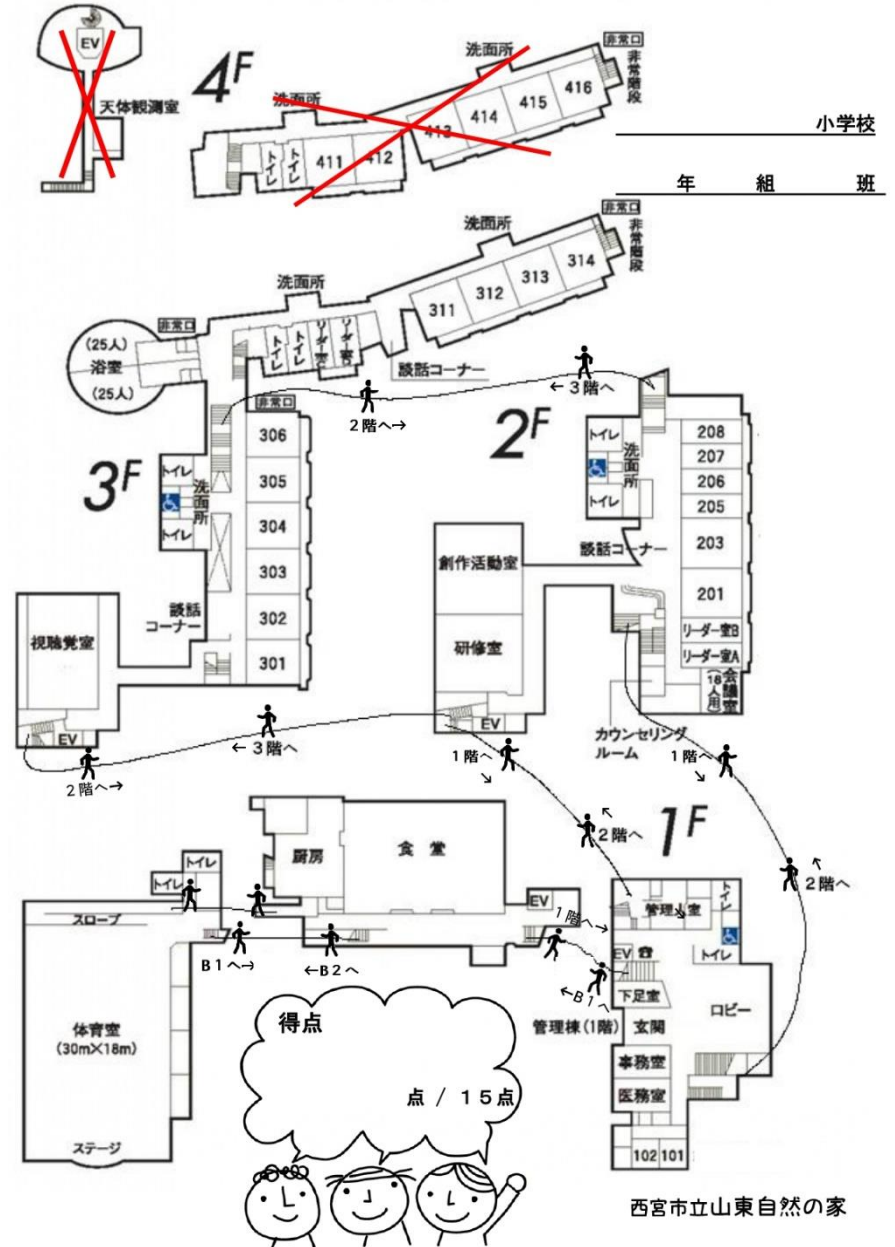 EV
天体観測室
4F
洗面所
洗面所
非常口
非常階段
トイレ
トイレ
411
412
413
414
415
416
小学校
年 組 班
非常口
非常階段
洗面所
洗面所
311
312
313
314
トイレ
トイレ
リーダー室
リーダー室
談話コーナー
非常口
(25人)
浴室
(25人)
2階へ→
←3階へ
3F
非常口
306
305
304
303
302
301
トイレ
洗面所
トイレ
談話
コーナー
視聴覚室
EV
2階へ→
←3階へ
2F
トイレ
洗面所
トイレ
208
207
206
205
203
201
談話コーナー
リーダー室B
リーダー室A
会議室
(18人用)
カウンセリング
ルーム
創作活動室
研修室
EV
1階へ
↘
↖
2階へ
1階へ
↘
↖
2階へ
1F
管理人室
トイレ
トイレ
EV ☎
下足室
ロビー
管理棟(1階)
玄関
事務室
医務室
102 101
厨房
食堂
EV
1階へ→
←B1へ
トイレ
トイレ
スロープ
B1へ→
←B2へ
体育室
(30m×18m)
ステージ
得点
点 / 15点
西宮市立山東自然の家